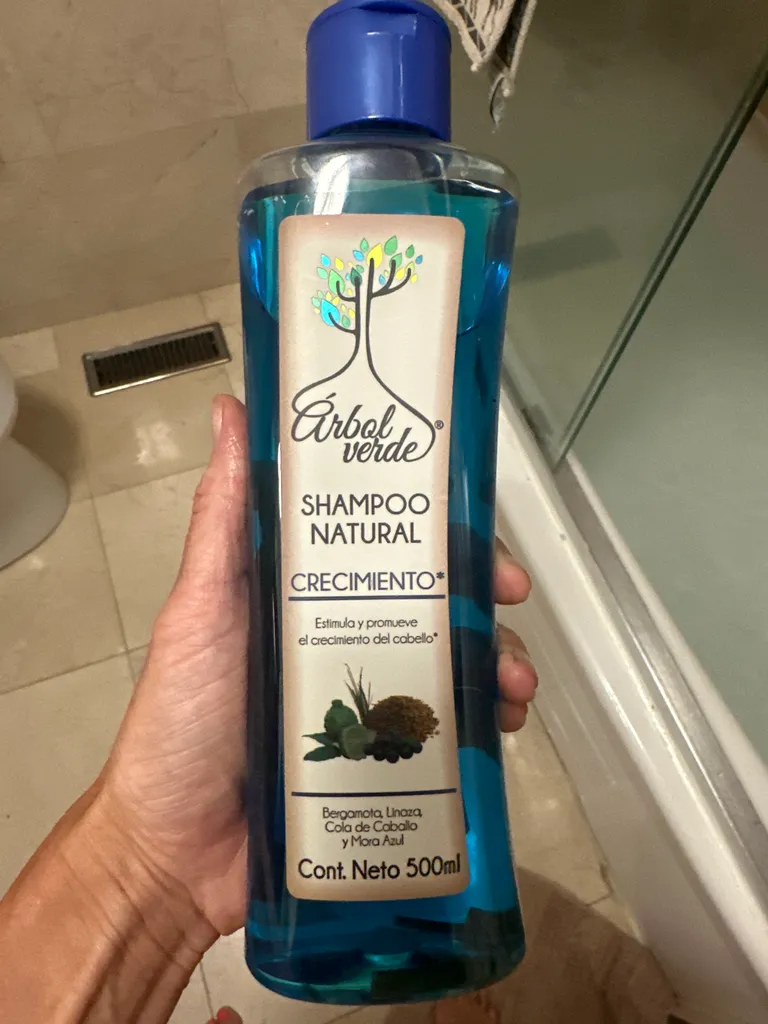 Árbol
verde®
SHAMPOO
NATURAL
CRECIMIENTO*
Estimula y promueve
el crecimiento del cabello*
Bergamota, Linaza,
Cola de Caballo
y Mora Azul
Cont. Neto 500ml